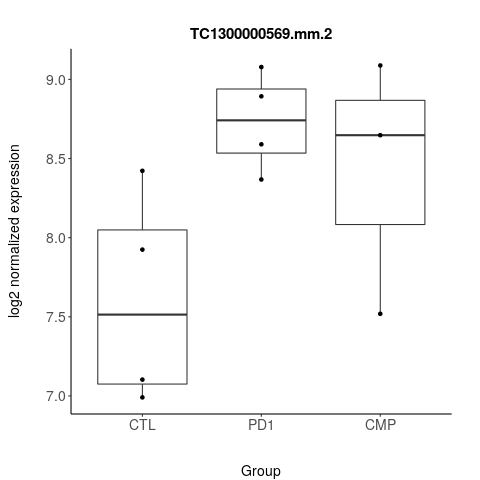 TC1300000569.mm.2
log2 normalized expression
9.0
8.5
8.0
7.5
7.0
CTL PD1 CMP
Group